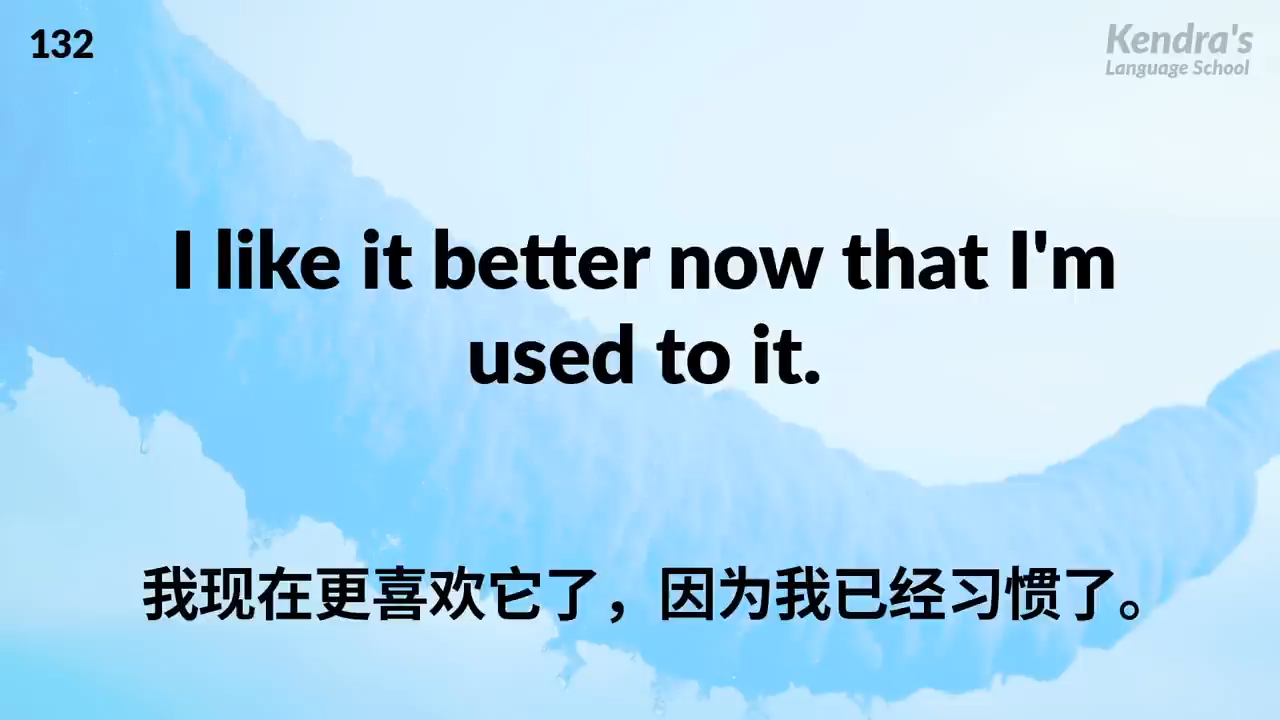 132
Kendra's
Language School
I like it better now that I'm
used to it.
我现在更喜欢它了，因为我已经习惯了。